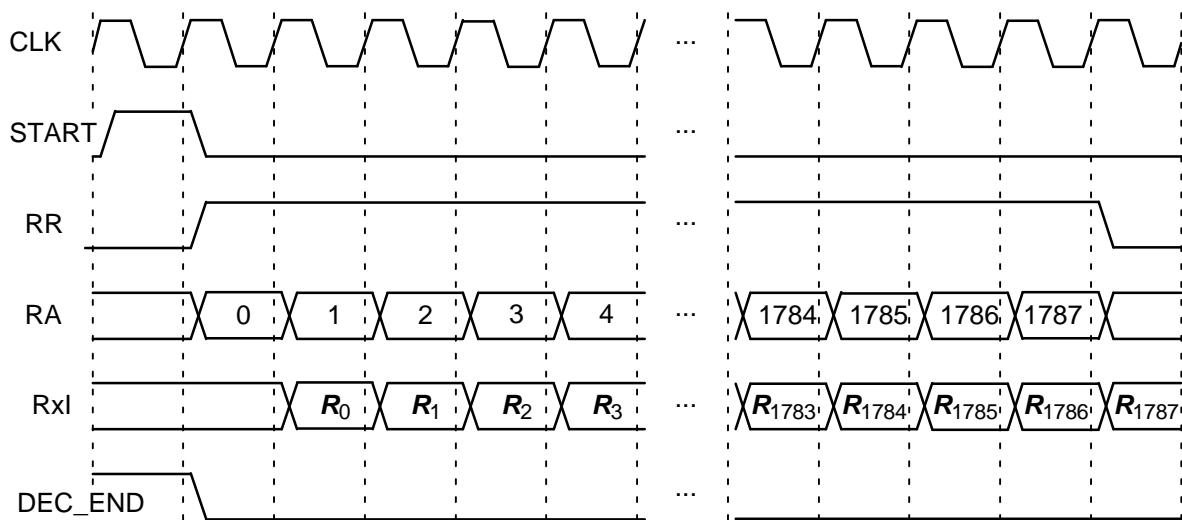 CLK ...
START ...
RR ...
RA 0 1 2 3 4 ... 1784 1785 1786 1787
RxI R0 R1 R2 R3 ... R1783 R1784 R1785 R1786 R1787
DEC_END ...